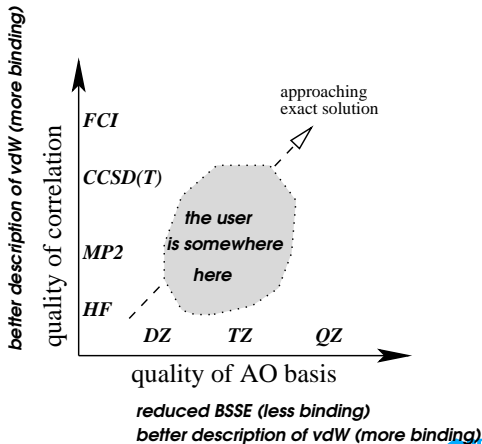 better description of vdW (more binding)
quality of correlation
approaching
exact solution
FCI
CCSD(T)
MP2
HF
the user
is somewhere
here
DZ TZ QZ
quality of AO basis
reduced BSSE (less binding)
better description of vdW (more binding)